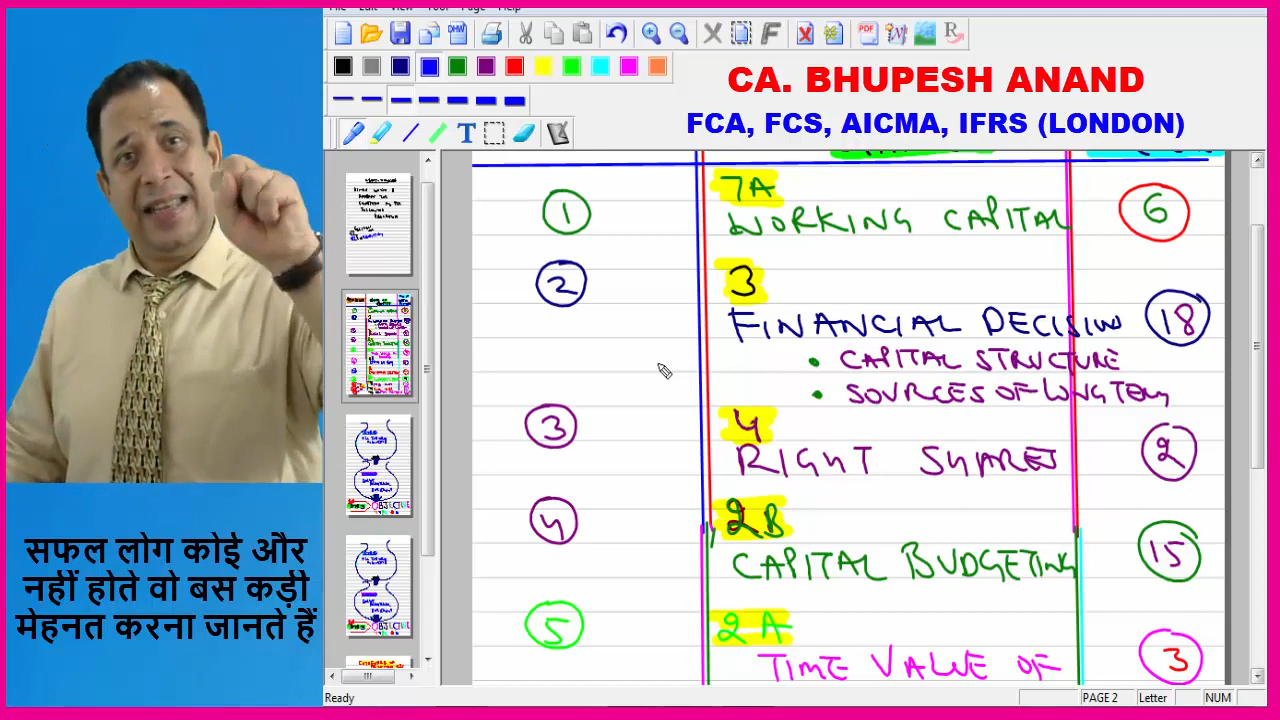 CA. BHUPESH ANAND
FCA, FCS, AICMA, IFRS (LONDON)
1
7A
WORKING CAPITAL
6
2
3
FINANCIAL DECISION
18
• CAPITAL STRUCTURE
• SOURCES OF LONG TERM
3
4
RIGHT SHARES
2
4
2B
CAPITAL BUDGETING
15
5
2A
TIME VALUE OF
3
सफल लोग कोई और
नहीं होते वो बस कड़ी
मेहनत करना जानते हैं
Ready
PAGE 2
Letter
NUM